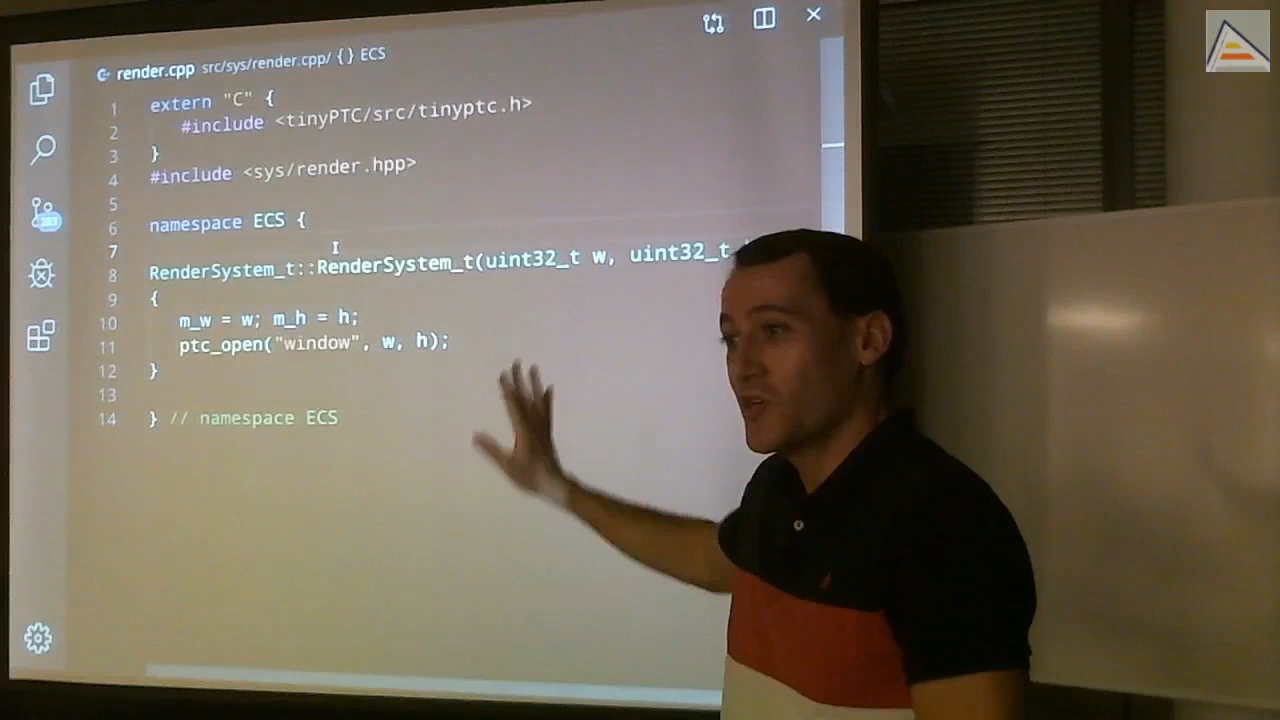 render.cpp src/sys/render.cpp/ {} ECS
1 extern "C" {
2 #include <tinyPTC/src/tinyptc.h>
3 }
4 #include <sys/render.hpp>
5
6 namespace ECS {
7
8 RenderSystem_t::RenderSystem_t(uint32_t w, uint32_t
9 {
10 m_w = w; m_h = h;
11 ptc_open("window", w, h);
12 }
13
14 } // namespace ECS